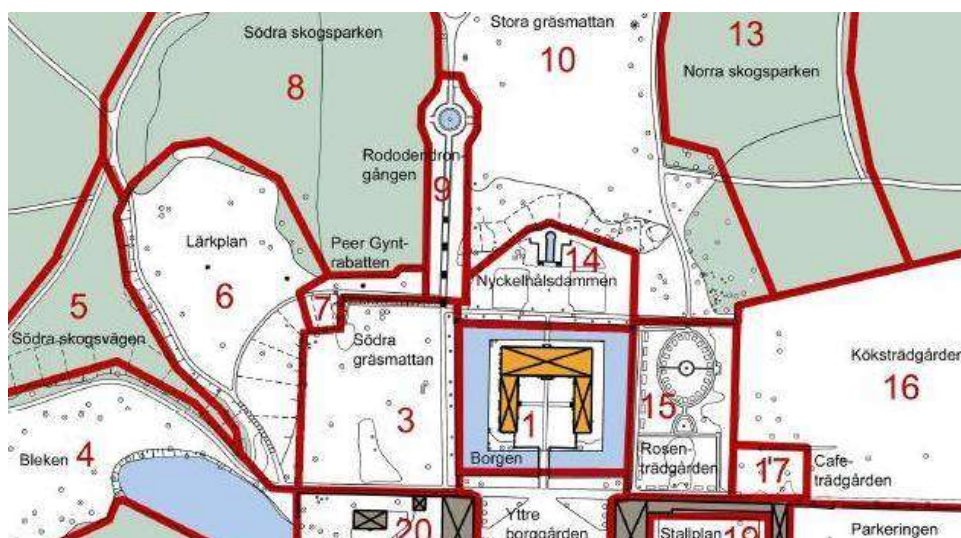 Stora gräsmattan
10
Södra skogsparken
8
13
Norra skogsparken
Rododendron-
gången
9
Lärkplan
6
Peer Gynt-
rabatten
7
14
Nyckelhålsdammen
5
Södra skogsvägen
Södra
gräsmattan
3
1
Borgen
15
Rosen-
trädgården
Köksträdgården
16
Bleken 4
17
Cafe-
trädgården
20
Yttre
borggården
Stallplan
19
Parkeringen